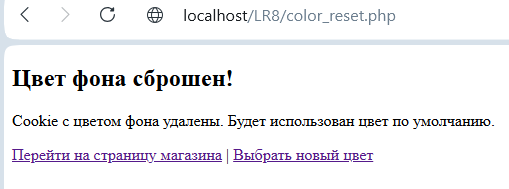 localhost/LR8/color_reset.php
Цвет фона сброшен!
Cookie с цветом фона удалены. Будет использован цвет по умолчанию.
Перейти на страницу магазина | Выбрать новый цвет